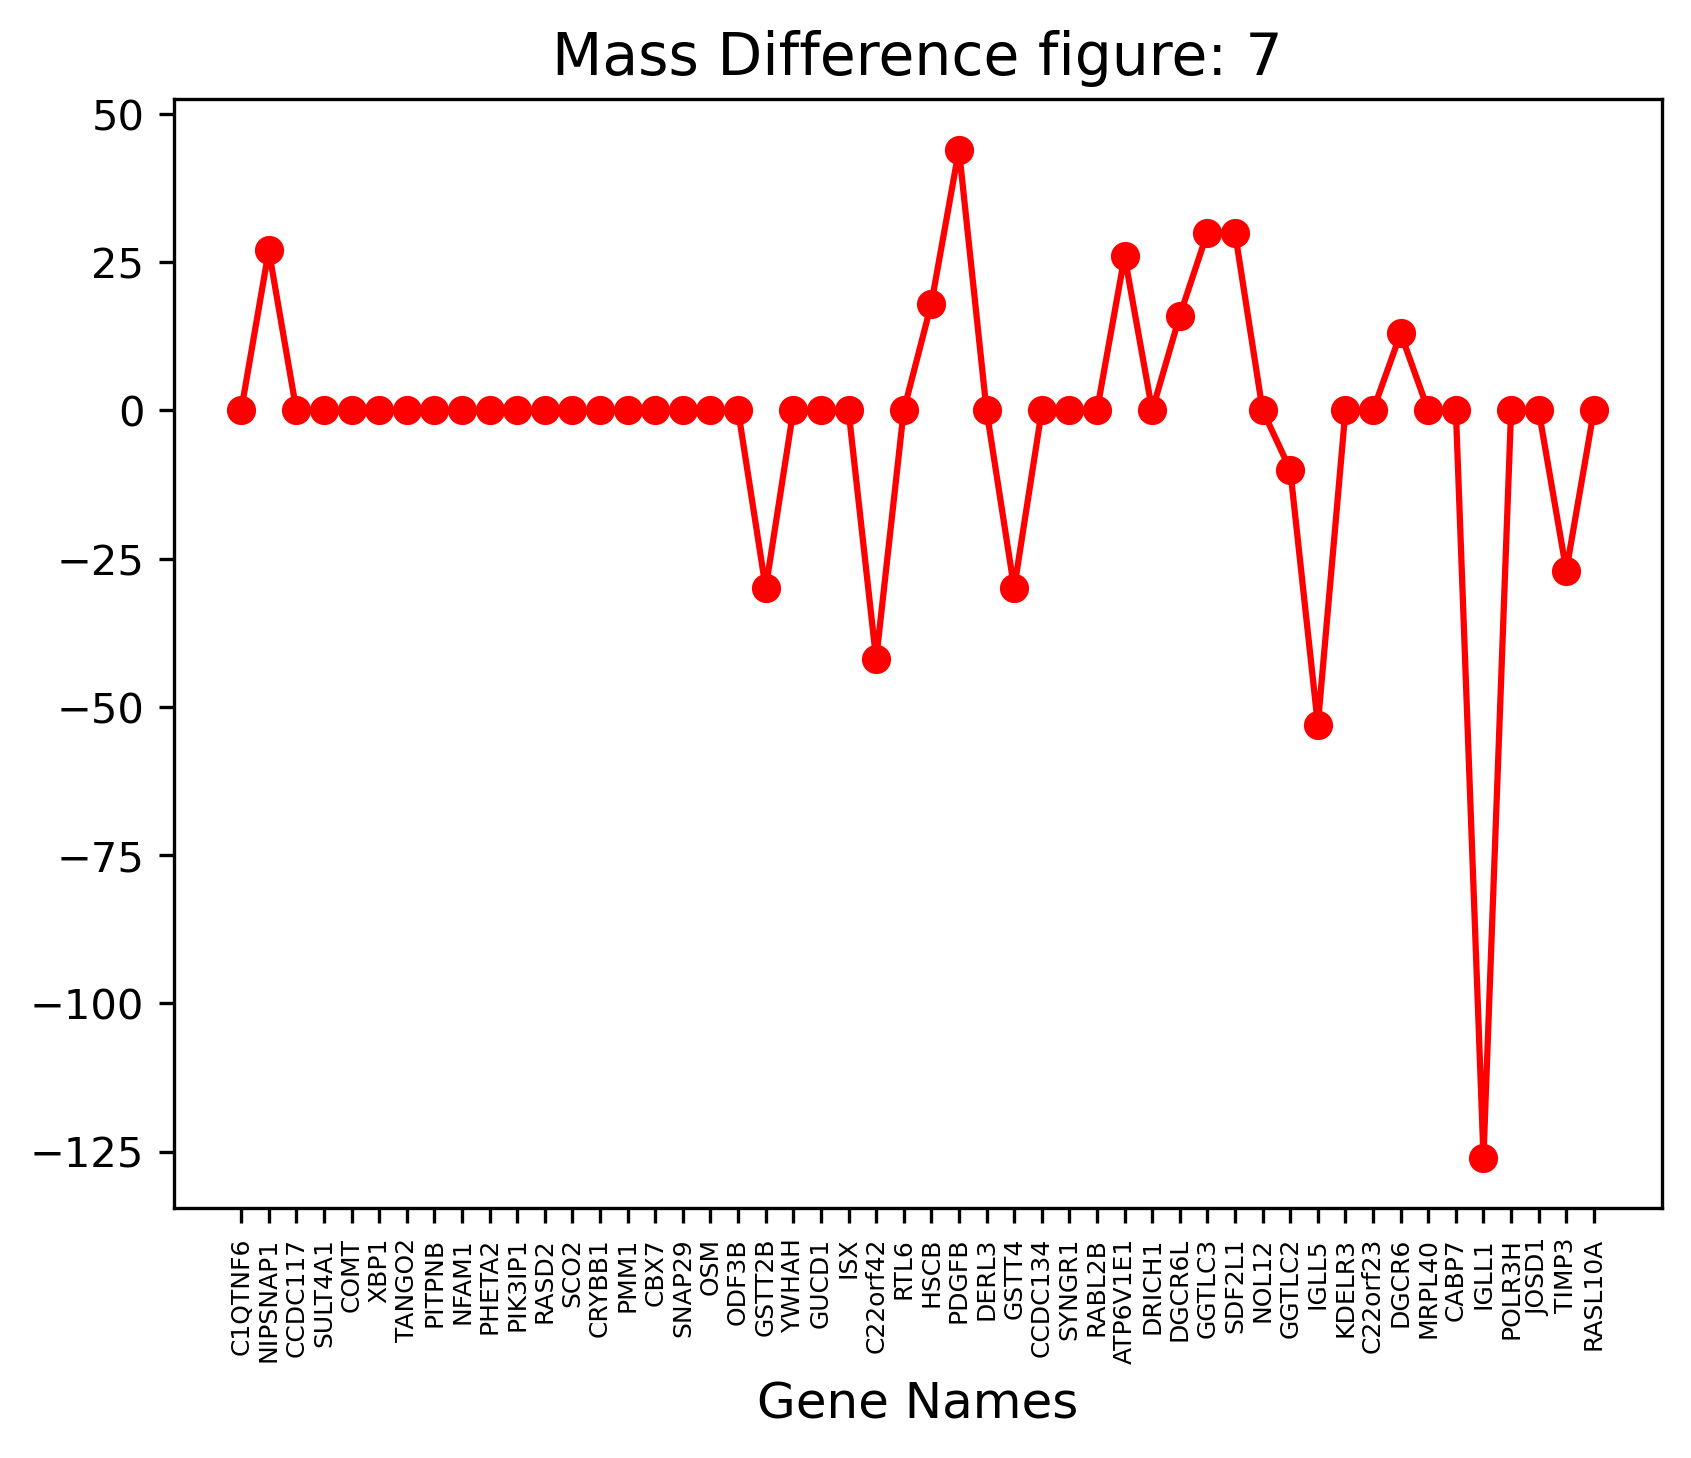 Mass Difference figure: 7
50
25
0
−25
−50
−75
−100
−125
C1QTNF6
NIPSNAP1
CCDC117
SULT4A1
COMT
XBP1
TANGO2
PITPNB
NFAM1
PHETA2
PIK3IP1
RASD2
SCO2
CRYBB1
PMM1
CBX7
SNAP29
OSM
ODF3B
GSTT2B
YWHAH
GUCD1
ISX
C22orf42
RTL6
HSCB
PDGFB
DERL3
GSTT4
CCDC134
SYNGR1
RABL2B
ATP6V1E1
DRICH1
DGCR6L
GGTLC3
SDF2L1
NOL12
GGTLC2
IGLL5
KDELR3
C22orf23
DGCR6
MRPL40
CABP7
IGLL1
POLR3H
JOSD1
TIMP3
RASL10A
Gene Names